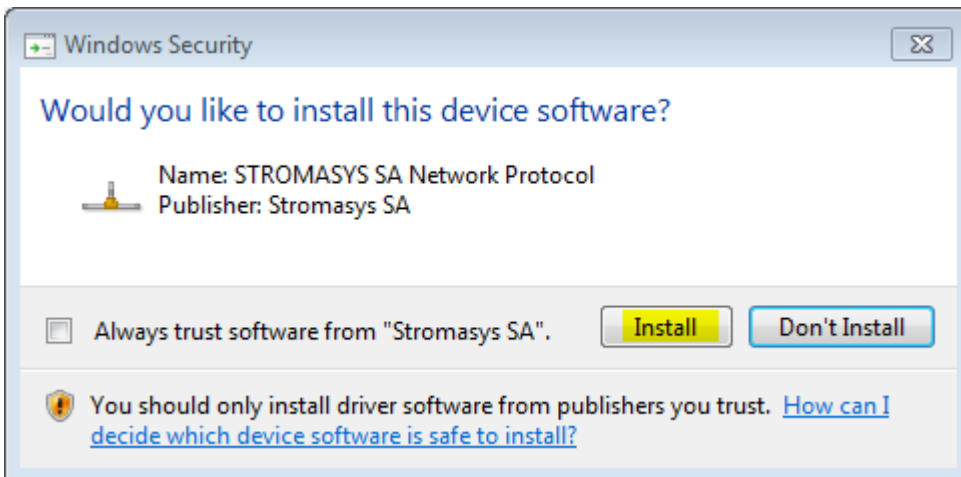 Windows Security
Would you like to install this device software?
Name: STROMASYS SA Network Protocol
Publisher: Stromasys SA
Always trust software from "Stromasys SA".
Install
Don't Install
You should only install driver software from publishers you trust. How can I
decide which device software is safe to install?